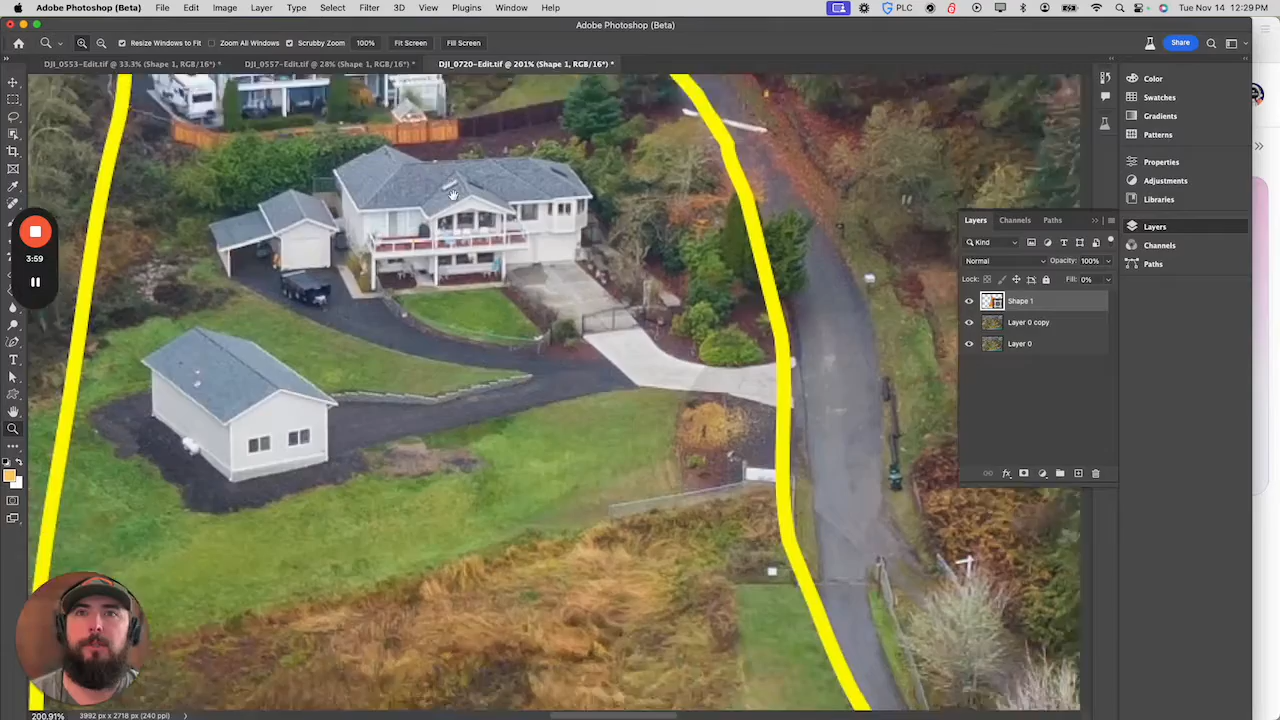 Adobe Photoshop (Beta) File Edit Image Layer Type Select Filter 3D View Plugins Window Help PLC Tue Nov 14 12:29 PM
Adobe Photoshop (Beta)
Resize Windows to Fit Zoom All Windows Scrubby Zoom 100% Fit Screen Fill Screen Share
DJI_0553-Edit.tif @ 33.3% (Shape 1, RGB/16*) * DJI_0557-Edit.tif @ 28% (Shape 1, RGB/16*) * DJI_0720-Edit.tif @ 201% (Shape 1, RGB/16*) *
Color
Swatches
Gradients
Patterns
Properties
Adjustments
Libraries
Layers
Channels
Paths
Layers Channels Paths
Kind
Normal Opacity: 100%
Lock: Fill: 0%
Shape 1
Layer 0 copy
Layer 0
fx
3:59
200.91% 3992 px x 2718 px (240 ppi)